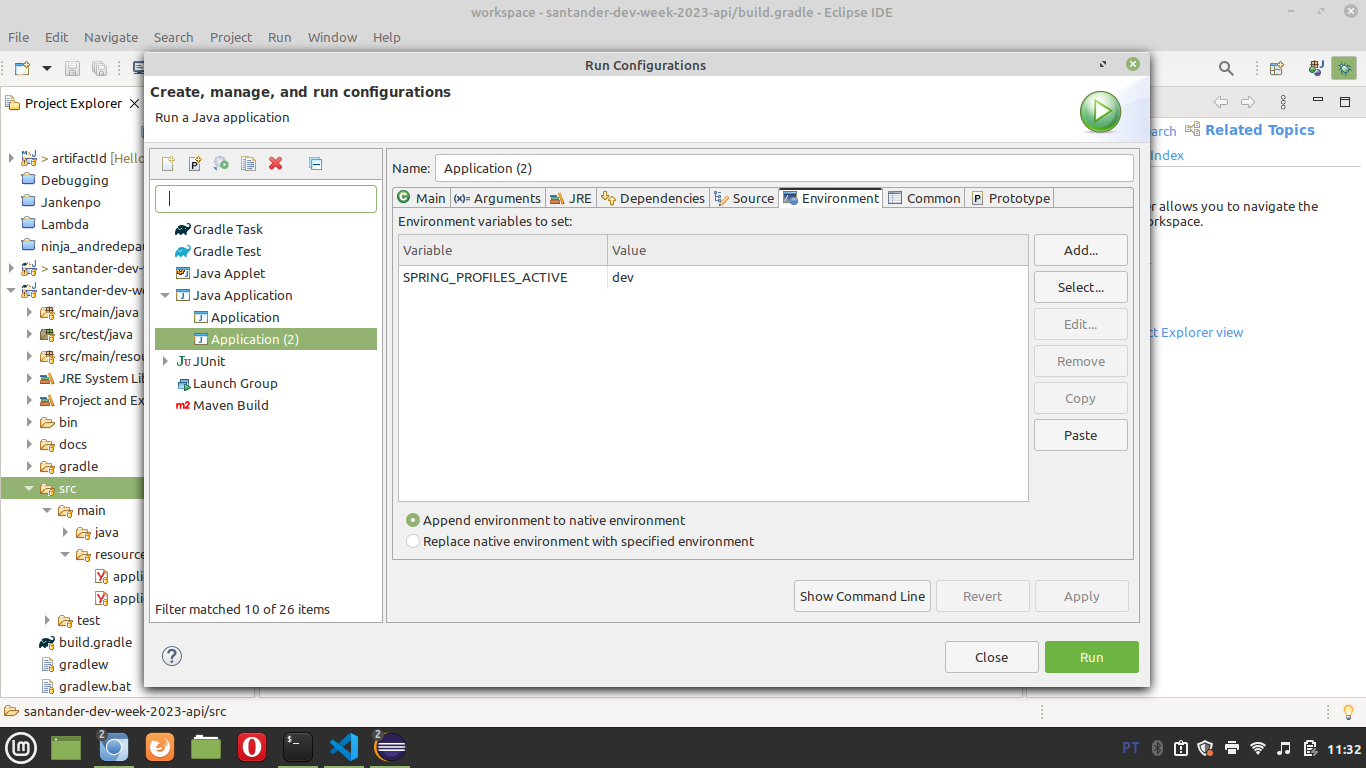 workspace - santander-dev-week-2023-api/build.gradle - Eclipse IDE
File Edit Navigate Search Project Run Window Help
Run Configurations
Create, manage, and run configurations
Run a Java application
Project Explorer
> artifactId [Hello
Debugging
Jankenpo
Lambda
ninja_andredepau
> santander-dev-
santander-dev-we
src/main/java
src/test/java
src/main/resou
JRE System Lib
Project and Ex
bin
docs
gradle
src
main
java
resource
appli
appli
test
build.gradle
gradlew
gradlew.bat
Gradle Task
Gradle Test
Java Applet
Java Application
Application
Application (2)
JUnit
Launch Group
Maven Build
Filter matched 10 of 26 items
Name: Application (2)
Main Arguments JRE Dependencies Source Environment Common Prototype
Environment variables to set:
Variable Value
SPRING_PROFILES_ACTIVE dev
Add...
Select...
Edit...
Remove
Copy
Paste
Append environment to native environment
Replace native environment with specified environment
Show Command Line Revert Apply
Close Run
earch Related Topics
Index
er allows you to navigate the
rkspace.
ct Explorer view
santander-dev-week-2023-api/src
2 2 PT 11:32